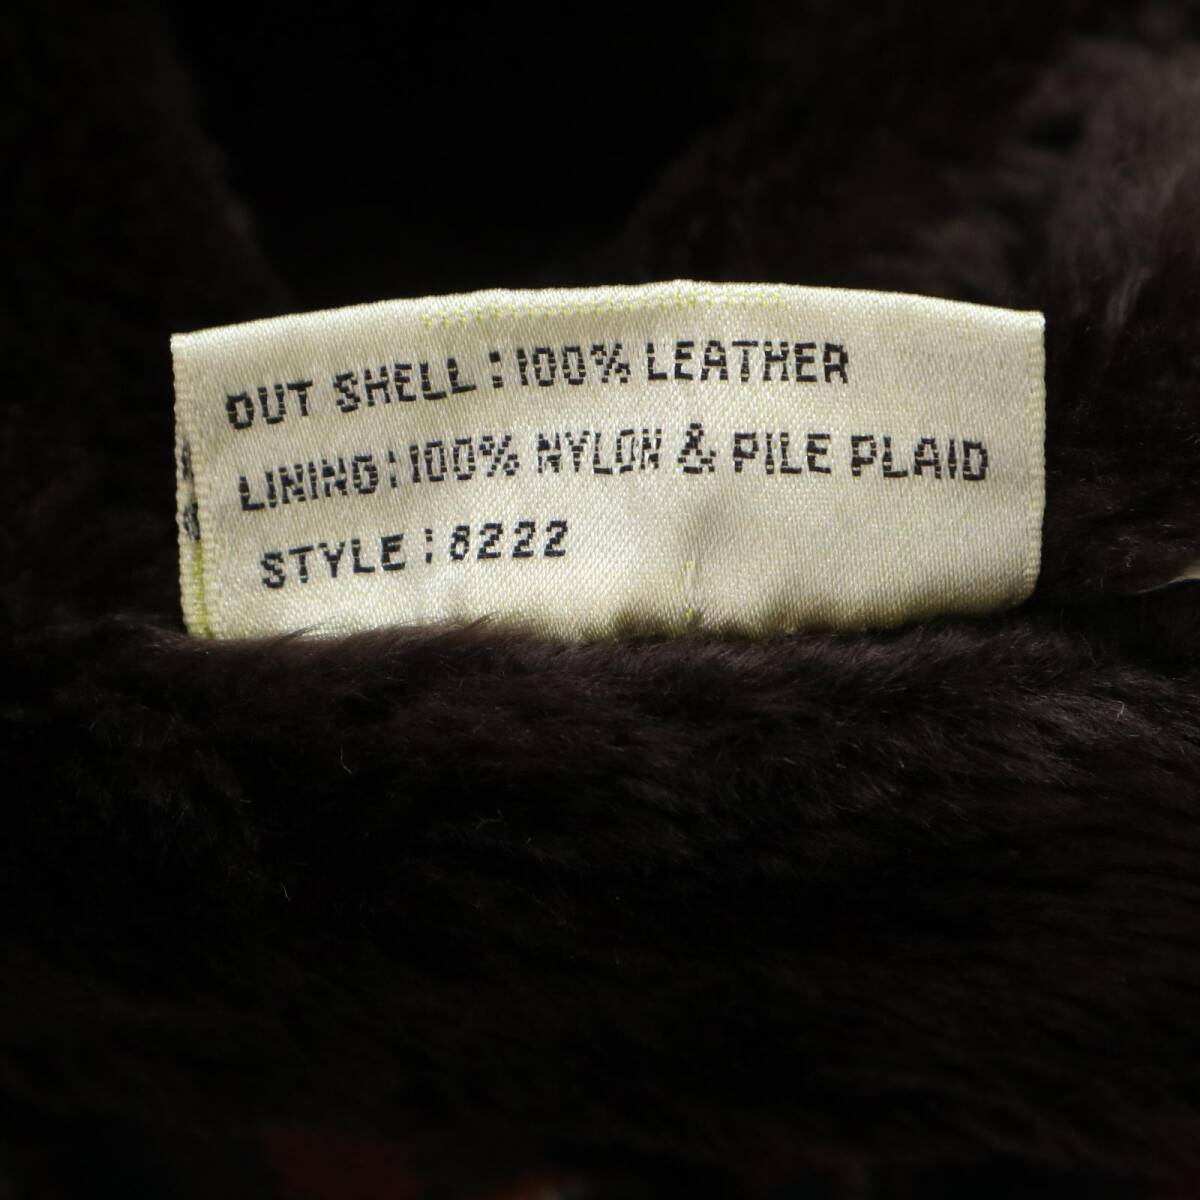 OUT SHELL:100% LEATHER
LINING:100% NYLON & PILE PLAID
STYLE:8222